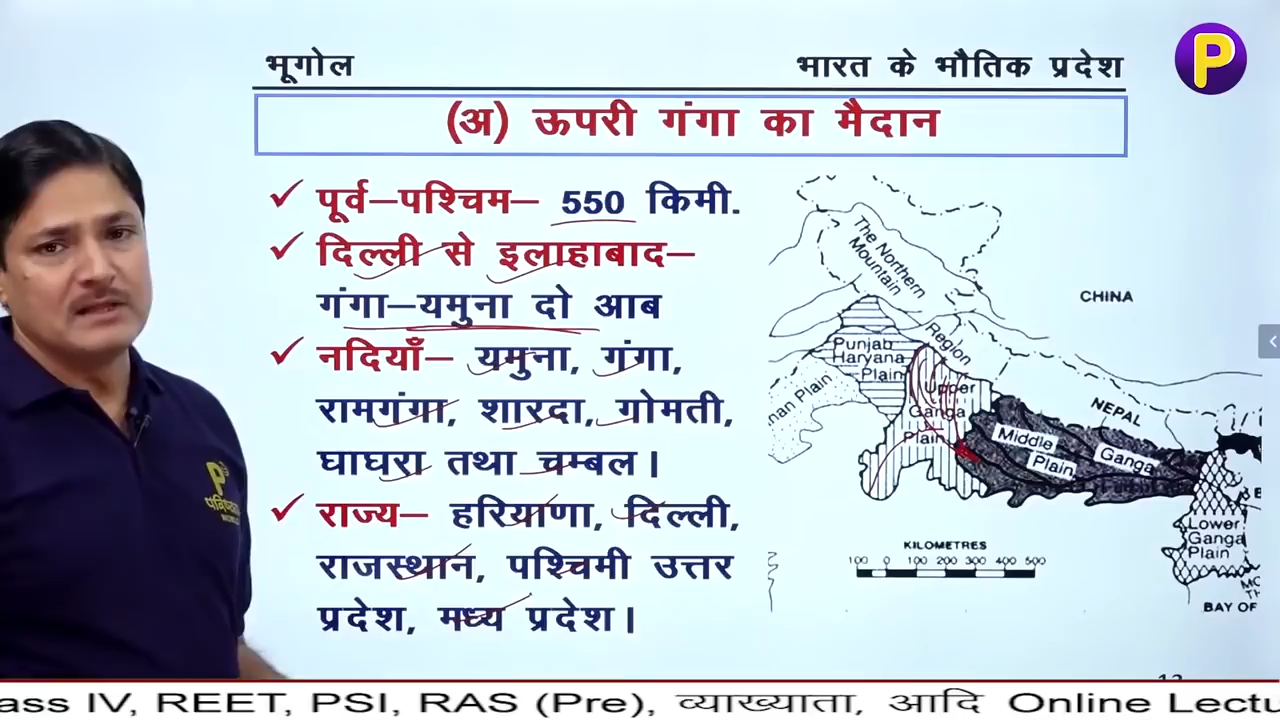 भूगोल
भारत के भौतिक प्रदेश
P
(अ) ऊपरी गंगा का मैदान
✓ पूर्व–पश्चिम– 550 किमी.
✓ दिल्ली से इलाहाबाद–
गंगा–यमुना दो आब
✓ नदियाँ– यमुना, गंगा,
रामगंगा, शारदा, गोमती,
घाघरा तथा चम्बल।
✓ राज्य– हरियाणा, दिल्ली,
राजस्थान, पश्चिमी उत्तर
प्रदेश, मध्य प्रदेश।
The Northern
Mountain
Region
CHINA
Punjab
Haryana
Plain
Plain
Upper
Ganga
Plain
NEPAL
Middle Ganga
Plain
Lower
Ganga
Plain
KILOMETRES
100 0 100 200 300 400 500
BAY OF
IV, REET, PSI, RAS (Pre), व्याख्याता, आदि Online